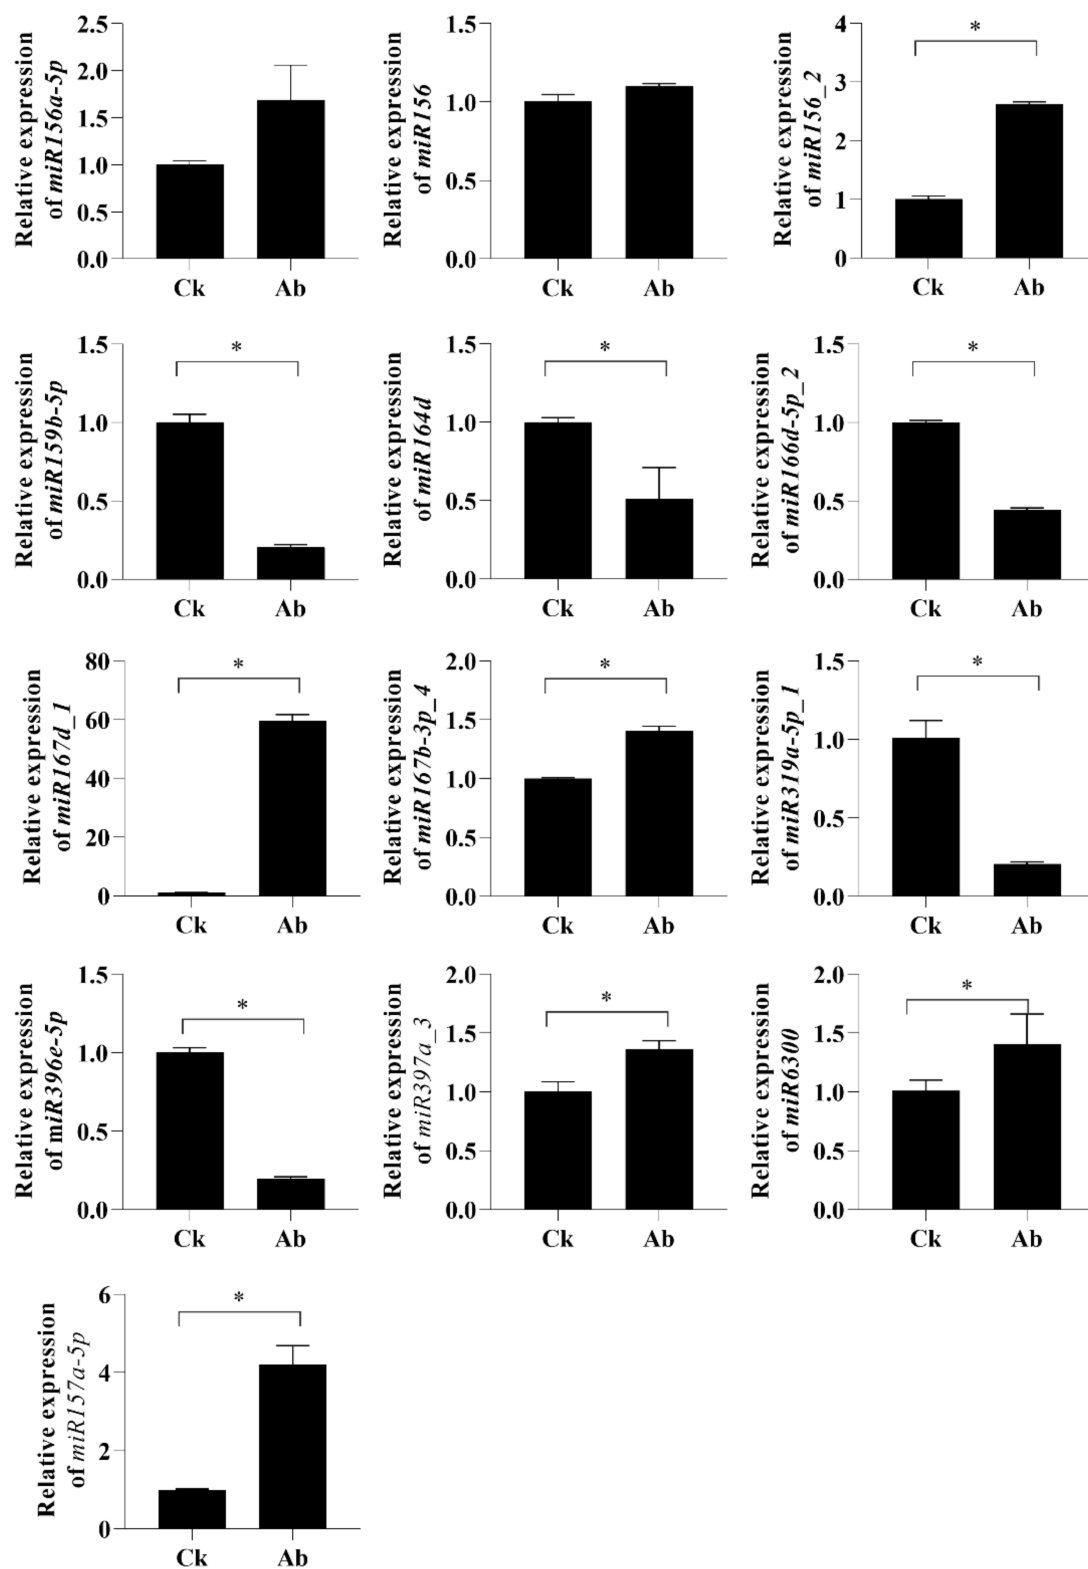 Relative expression
of miR156a-5p
2.5
2.0
1.5
1.0
0.5
0.0
Ck Ab
Relative expression
of miR156
1.5
1.0
0.5
0.0
Ck Ab
Relative expression
of miR156_2
4
3
2
1
0
*
Ck Ab
Relative expression
of miR159b-5p
1.5
1.0
0.5
0.0
*
Ck Ab
Relative expression
of miR164d
1.5
1.0
0.5
0.0
*
Ck Ab
Relative expression
of miR166d-5p_2
1.5
1.0
0.5
0.0
*
Ck Ab
Relative expression
of miR167d_1
80
60
40
20
0
*
Ck Ab
Relative expression
of miR167b-3p_4
2.0
1.5
1.0
0.5
0.0
*
Ck Ab
Relative expression
of miR319a-5p_1
1.5
1.0
0.5
0.0
*
Ck Ab
Relative expression
of miR396e-5p
1.5
1.0
0.5
0.0
*
Ck Ab
Relative expression
of miR397a_3
2.0
1.5
1.0
0.5
0.0
*
Ck Ab
Relative expression
of miR6300
2.0
1.5
1.0
0.5
0.0
*
Ck Ab
Relative expression
of miR157a-5p
6
4
2
0
*
Ck Ab